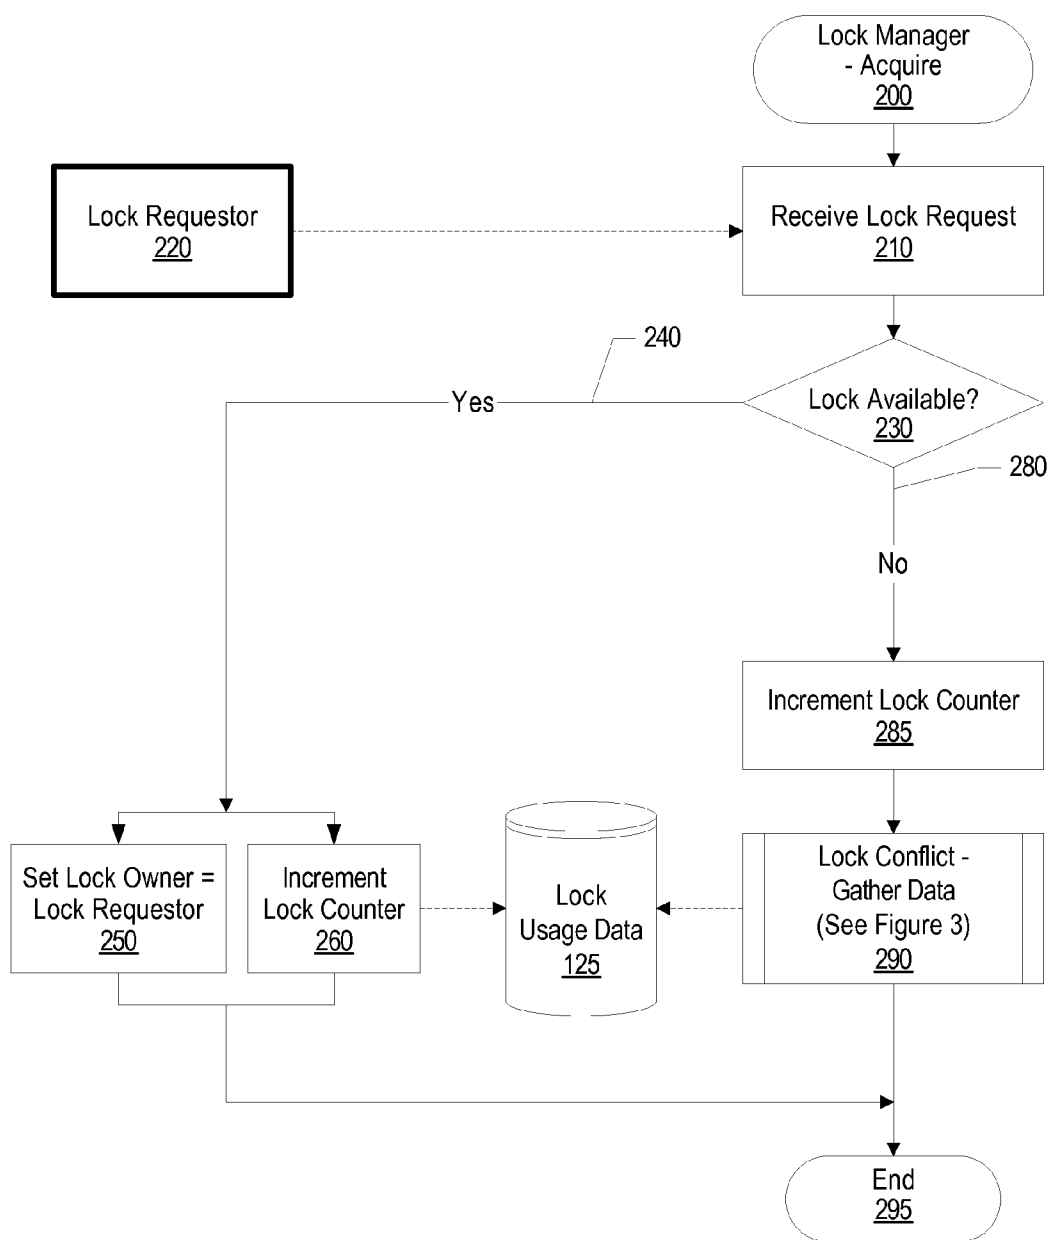 Lock Manager
- Acquire
200
Lock Requestor
220
Receive Lock Request
210
240
Yes
Lock Available?
230
280
No
Increment Lock Counter
285
Set Lock Owner =
Lock Requestor
250
Increment
Lock Counter
260
Lock
Usage Data
125
Lock Conflict -
Gather Data
(See Figure 3)
290
End
295